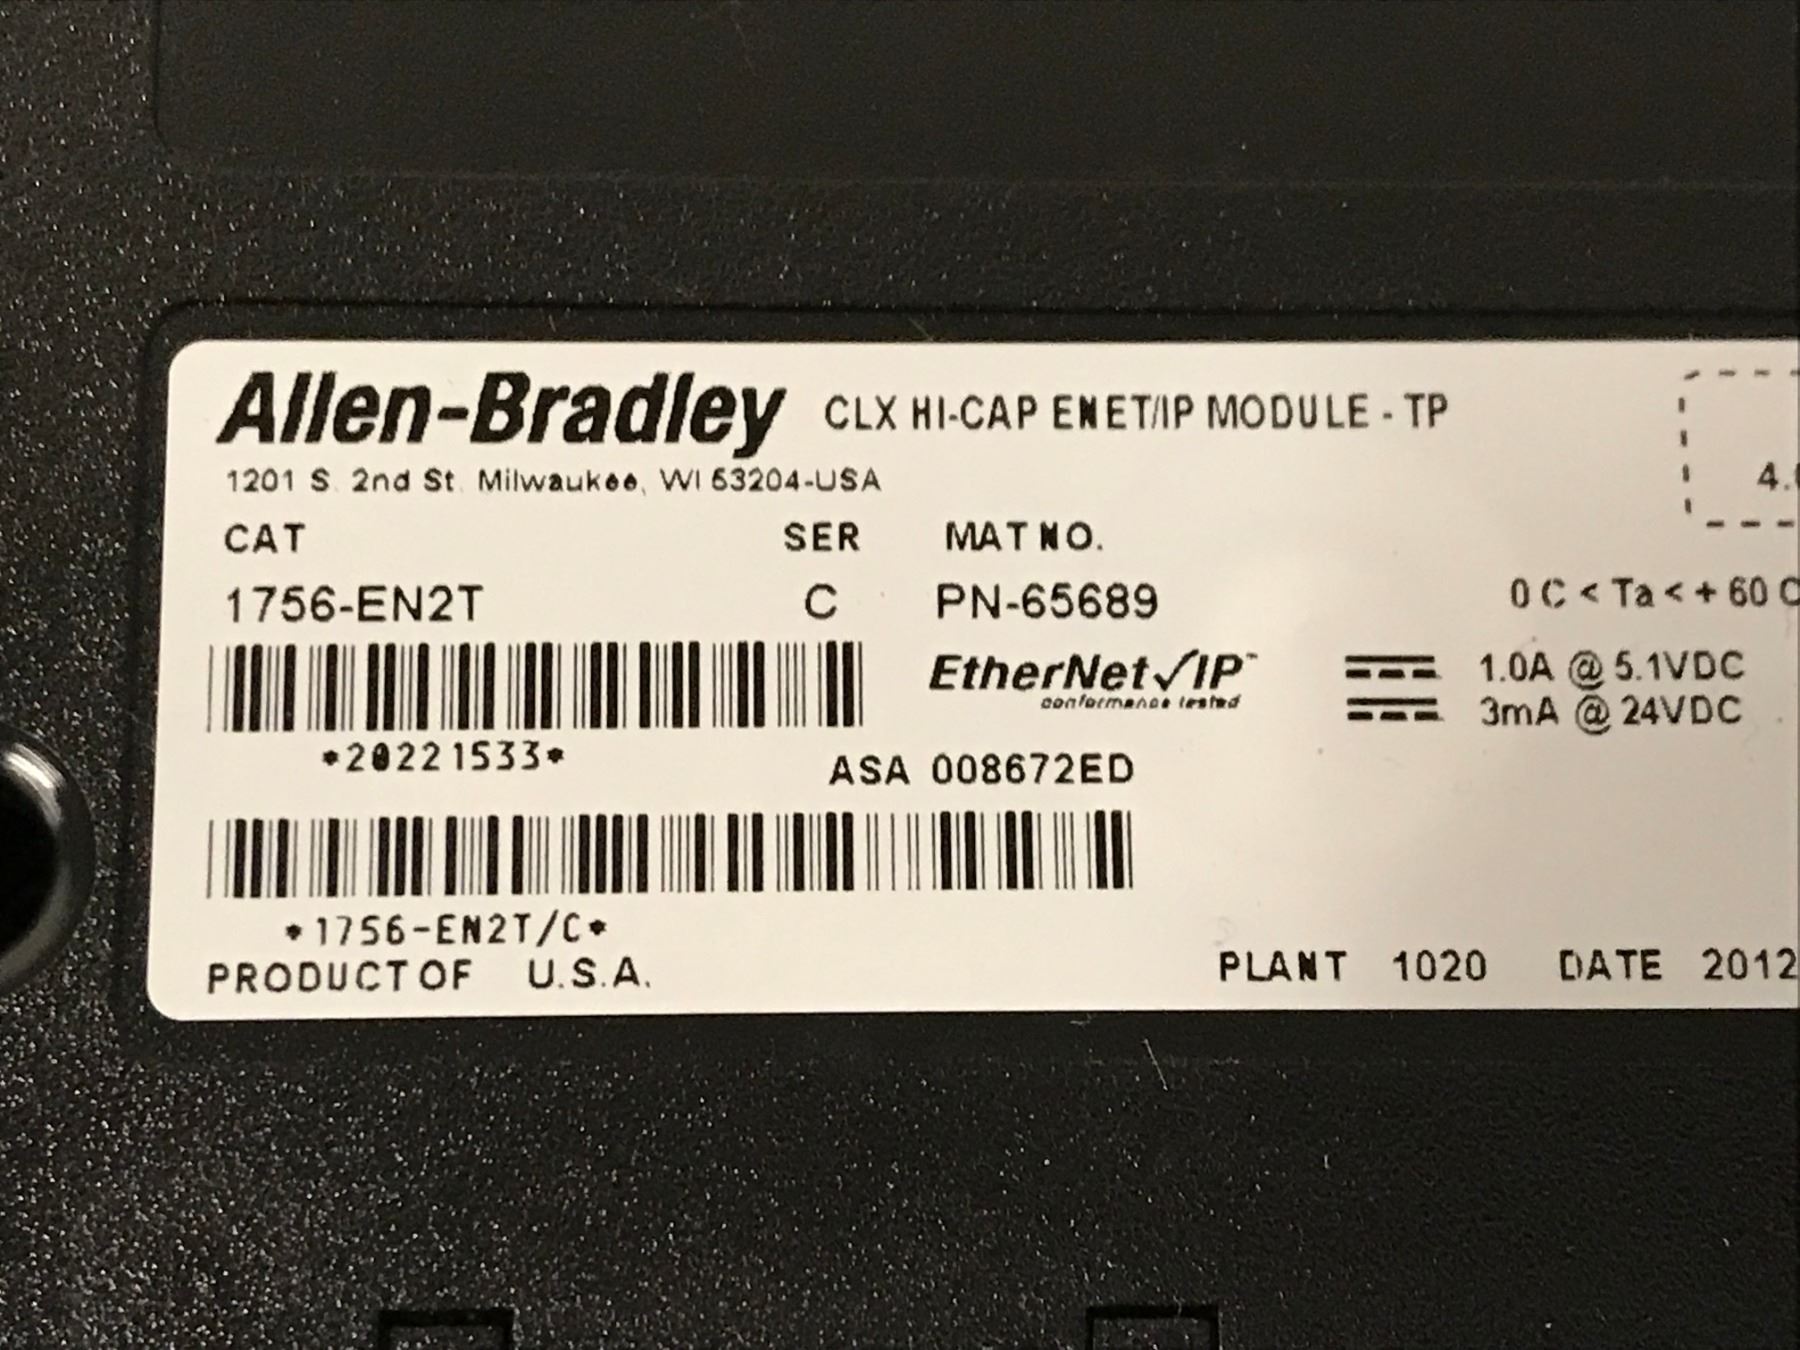 Allen-Bradley CLX HI-CAP ENET/IP MODULE - TP
1201 S. 2nd St. Milwaukee, WI 53204-USA
4.
CAT SER MAT NO.
1756-EN2T C PN-65689
0 C < Ta < + 60 C
EtherNet/IP™
conformance tested
1.0A @ 5.1VDC
3mA @ 24VDC
*20221533*
ASA 008672ED
*1756-EN2T/C*
PRODUCT OF U.S.A.
PLANT 1020 DATE 2012